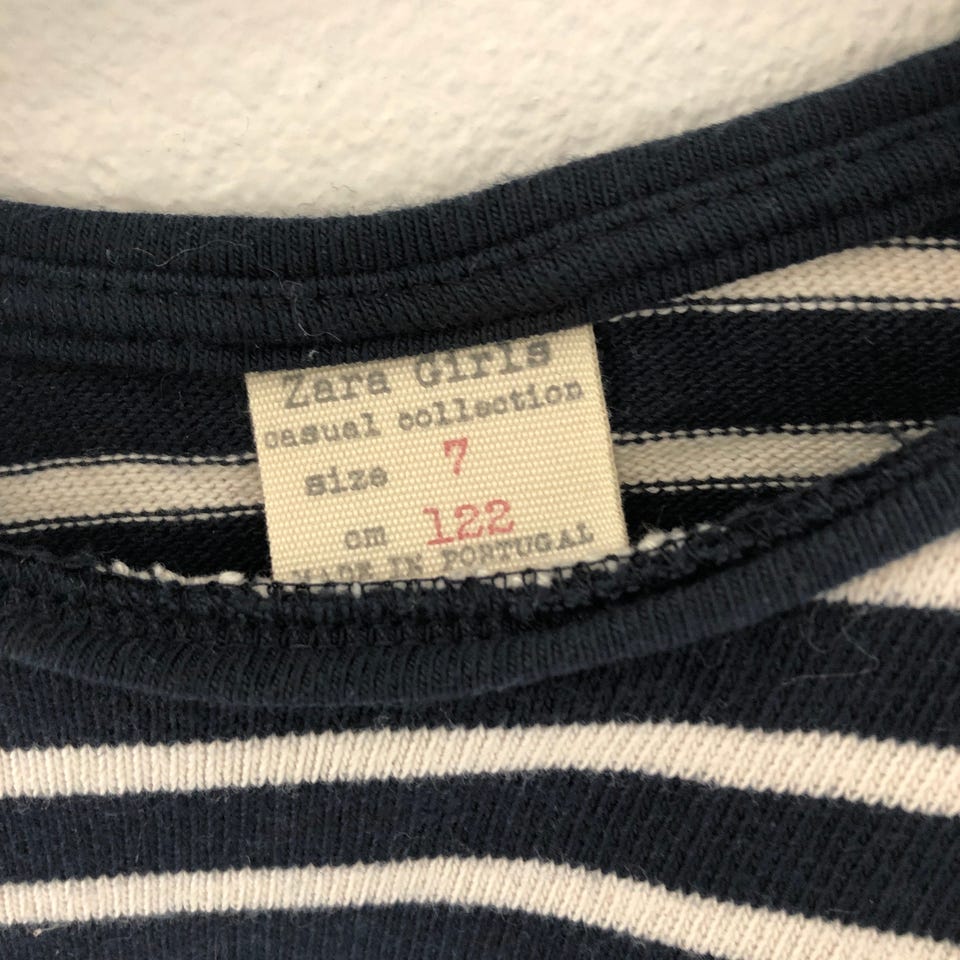 Zara Girls
casual collection
size 7
cm 122
MADE IN PORTUGAL